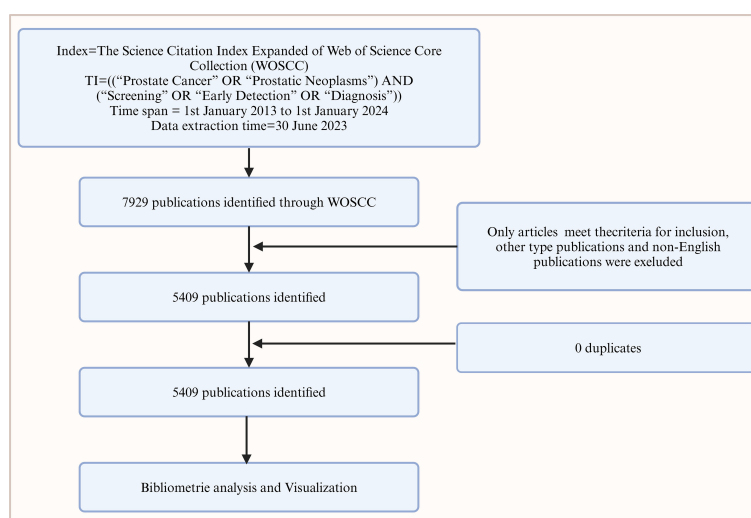 Index=The Science Citation Index Expanded of Web of Science Core
Collection (WOSCC)
TI=((“Prostate Cancer” OR “Prostatic Neoplasms”) AND
(“Screening” OR “Early Detection” OR “Diagnosis”))
Time span = 1st January 2013 to 1st January 2024
Data extraction time=30 June 2023
7929 publications identified through WOSCC
Only articles meet thecriteria for inclusion,
other type publications and non-English
publications were exeluded
5409 publications identified
0 duplicates
5409 publications identified
Bibliometrie analysis and Visualization